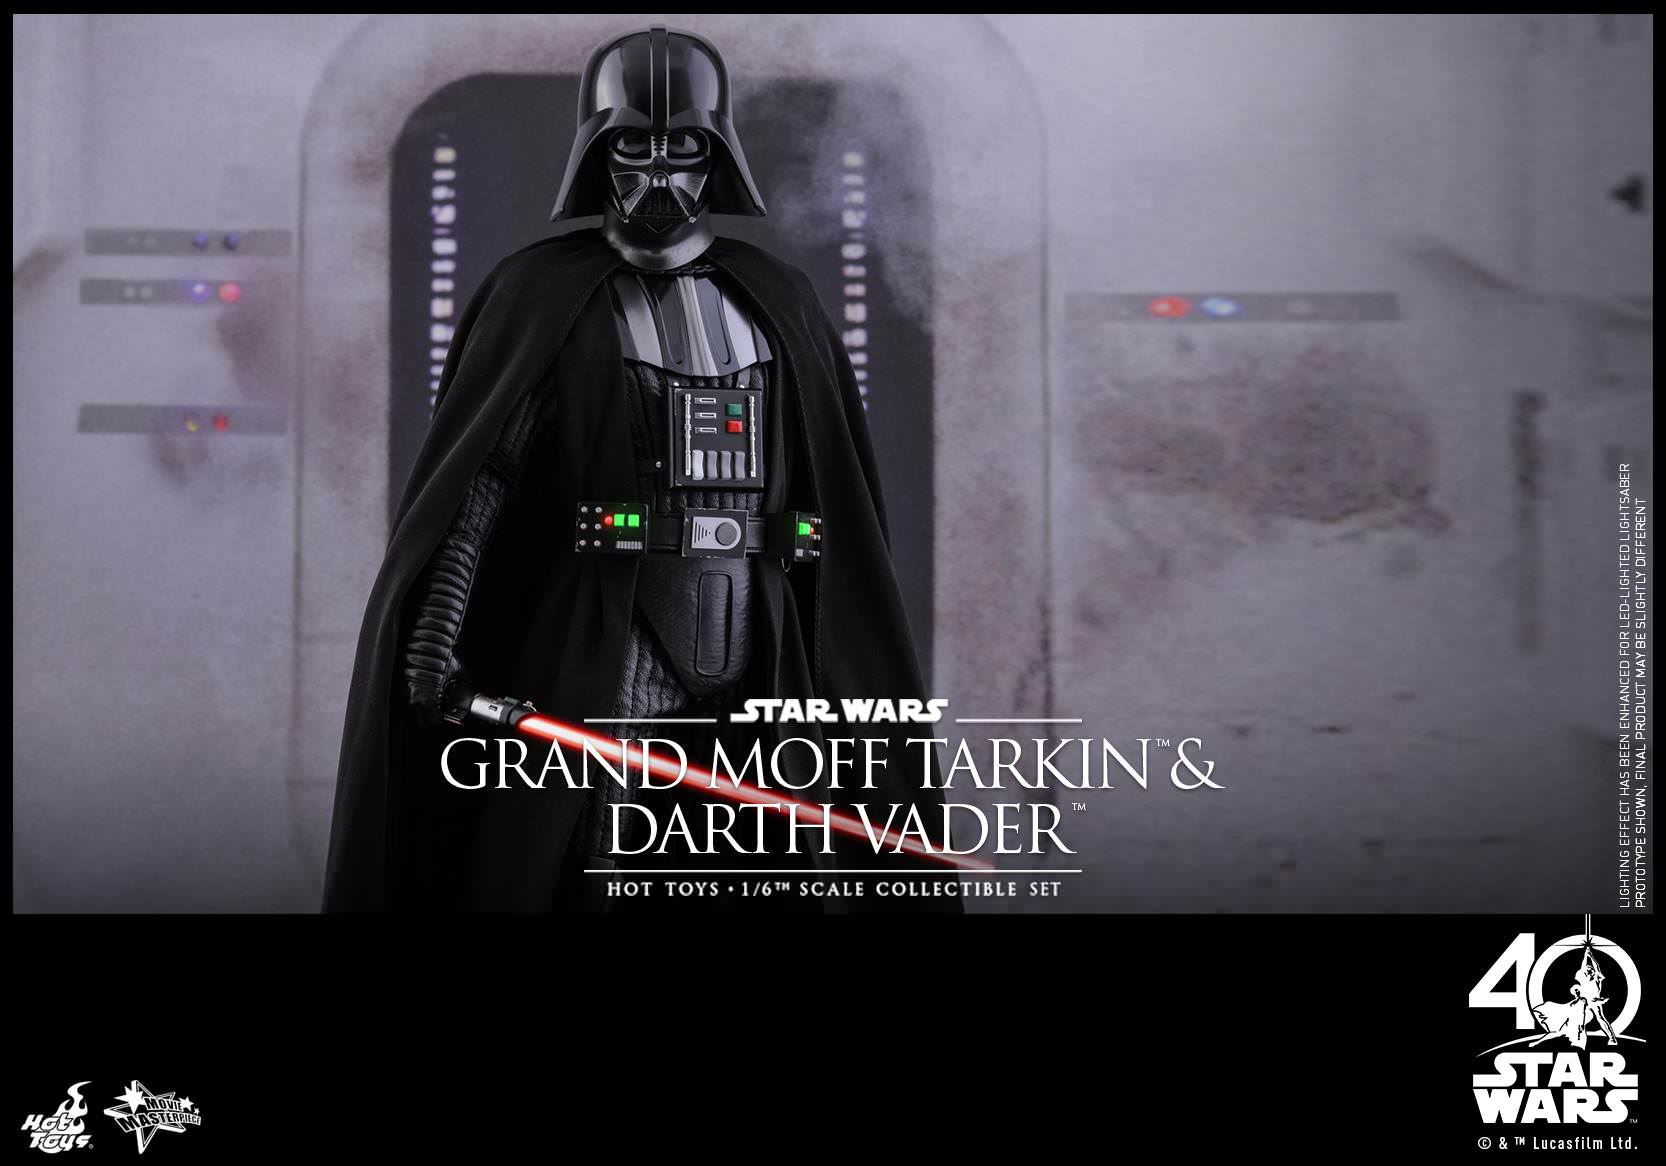 STAR WARS
GRAND MOFF TARKIN™ &
DARTH VADER™
HOT TOYS • 1/6TH SCALE COLLECTIBLE SET
LIGHTING EFFECT HAS BEEN ENHANCED FOR LED-LIGHTED LIGHTSABER
PROTOTYPE SHOWN, FINAL PRODUCT MAY BE SLIGHTLY DIFFERENT
40
STAR
WARS™
© & ™ Lucasfilm Ltd.
Hot
Toys®
MOVIE
MASTERPIECE